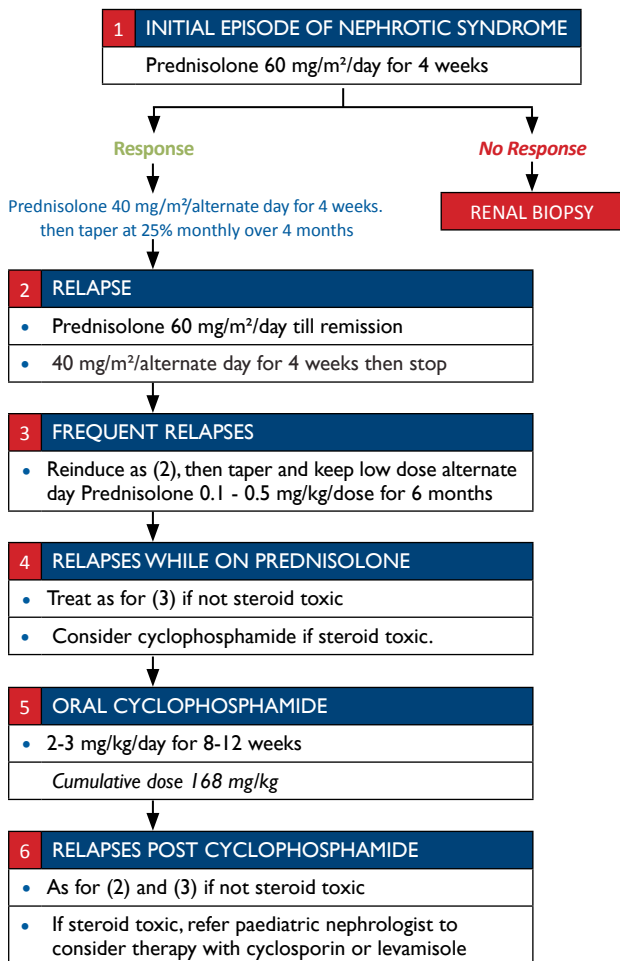 1 INITIAL EPISODE OF NEPHROTIC SYNDROME
Prednisolone 60 mg/m²/day for 4 weeks
Response
No Response
Prednisolone 40 mg/m²/alternate day for 4 weeks.
then taper at 25% monthly over 4 months
RENAL BIOPSY
2 RELAPSE
• Prednisolone 60 mg/m²/day till remission
• 40 mg/m²/alternate day for 4 weeks then stop
3 FREQUENT RELAPSES
• Reinduce as (2), then taper and keep low dose alternate
day Prednisolone 0.1 - 0.5 mg/kg/dose for 6 months
4 RELAPSES WHILE ON PREDNISOLONE
• Treat as for (3) if not steroid toxic
• Consider cyclophosphamide if steroid toxic.
5 ORAL CYCLOPHOSPHAMIDE
• 2-3 mg/kg/day for 8-12 weeks
Cumulative dose 168 mg/kg
6 RELAPSES POST CYCLOPHOSPHAMIDE
• As for (2) and (3) if not steroid toxic
• If steroid toxic, refer paediatric nephrologist to
consider therapy with cyclosporin or levamisole